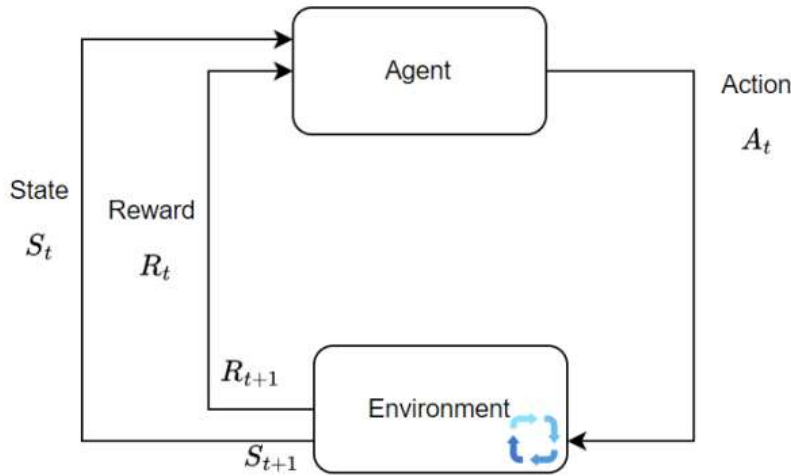 Agent
Action
A_t
State
S_t
Reward
R_t
R_{t+1}
Environment
S_{t+1}